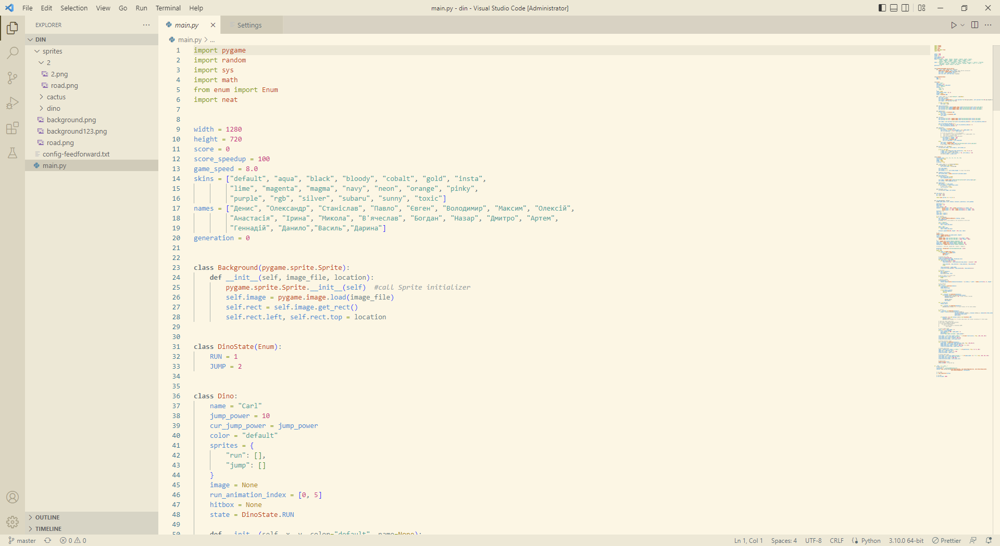 File Edit Selection View Go Run Terminal Help
main.py - din - Visual Studio Code [Administrator]
EXPLORER
main.py
Settings
DIN
main.py > ...
sprites
2
2.png
road.png
cactus
dino
background.png
background123.png
road.png
config-feedforward.txt
main.py
OUTLINE
TIMELINE
1 import pygame
2 import random
3 import sys
4 import math
5 from enum import Enum
6 import neat
7
8
9 width = 1280
10 height = 720
11 score = 0
12 score_speedup = 100
13 game_speed = 8.0
14 skins = ["default", "aqua", "black", "bloody", "cobalt", "gold", "insta",
15 "lime", "magenta", "magma", "navy", "neon", "orange", "pinky",
16 "purple", "rgb", "silver", "subaru", "sunny", "toxic"]
17 names = ["Денис", "Олександр", "Станіслав", "Павло", "Євген", "Володимир", "Максим", "Олексій",
18 "Анастасія", "Ірина", "Микола", "В'ячеслав", "Богдан", "Назар", "Дмитро", "Артем",
19 "Геннадій", "Данило","Василь","Дарина"]
20 generation = 0
21
22
23 class Background(pygame.sprite.Sprite):
24 def __init__(self, image_file, location):
25 pygame.sprite.Sprite.__init__(self) #call Sprite initializer
26 self.image = pygame.image.load(image_file)
27 self.rect = self.image.get_rect()
28 self.rect.left, self.rect.top = location
29
30
31 class DinoState(Enum):
32 RUN = 1
33 JUMP = 2
34
35
36 class Dino:
37 name = "Carl"
38 jump_power = 10
39 cur_jump_power = jump_power
40 color = "default"
41 sprites = {
42 "run": [],
43 "jump": []
44 }
45 image = None
46 run_animation_index = [0, 5]
47 hitbox = None
48 state = DinoState.RUN
49
50 def __init__(self, x, y, color="default", name=None):
master
0 0
Ln 1, Col 1 Spaces: 4 UTF-8 CRLF Python 3.10.0 64-bit Prettier